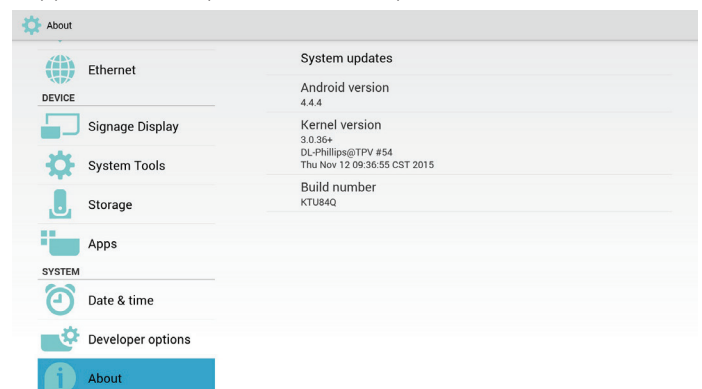 About
Ethernet
DEVICE
Signage Display
System Tools
Storage
Apps
SYSTEM
Date & time
Developer options
About
System updates
Android version
4.4.4
Kernel version
3.0.36+
DL-Phillips@TPV #54
Thu Nov 12 09:36:55 CST 2015
Build number
KTU84Q